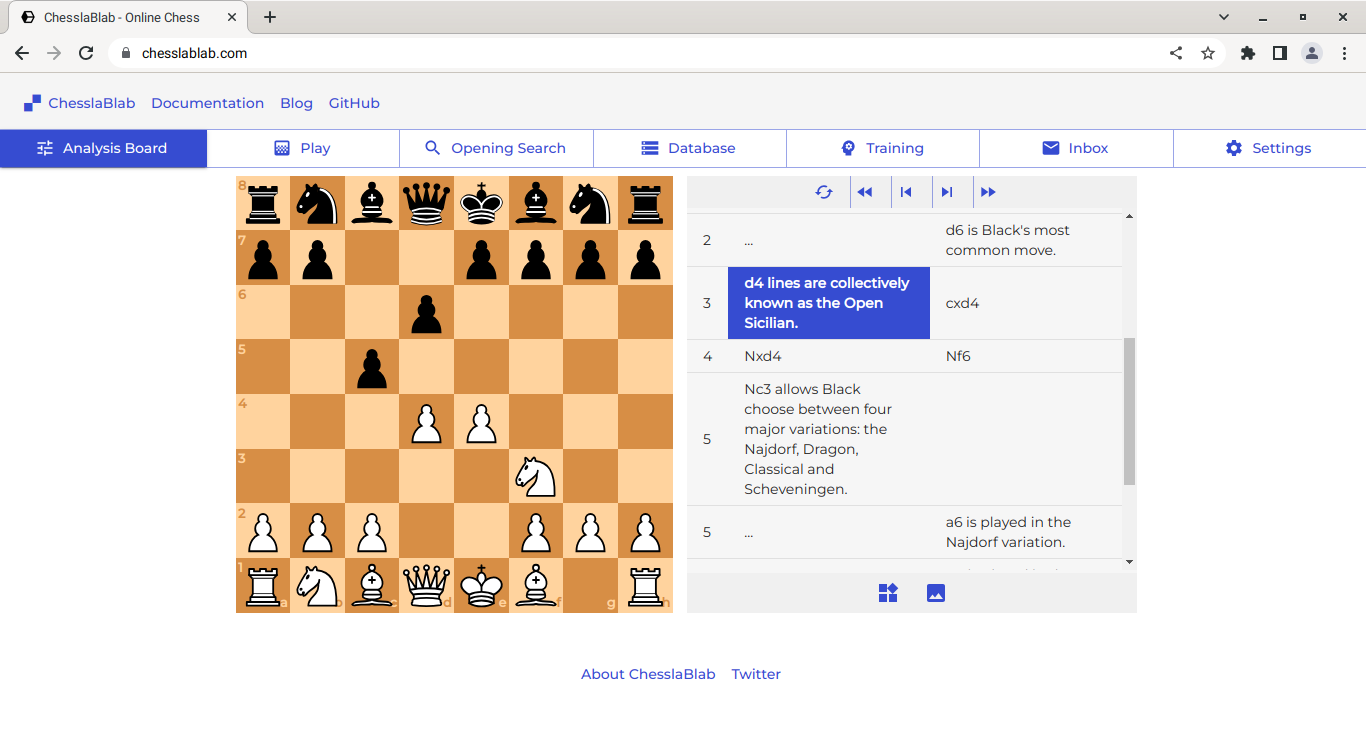 ChesslaBlab - Online Chess
chesslablab.com
ChesslaBlab Documentation Blog GitHub
Analysis Board Play Opening Search Database Training Inbox Settings
8
7
6
5
4
3
2
1
a b c d e f g h
2 ... d6 is Black's most
common move.
3 d4 lines are collectively
known as the Open
Sicilian. cxd4
4 Nxd4 Nf6
5 Nc3 allows Black
choose between four
major variations: the
Najdorf, Dragon,
Classical and
Scheveningen.
5 ... a6 is played in the
Najdorf variation.
About ChesslaBlab Twitter